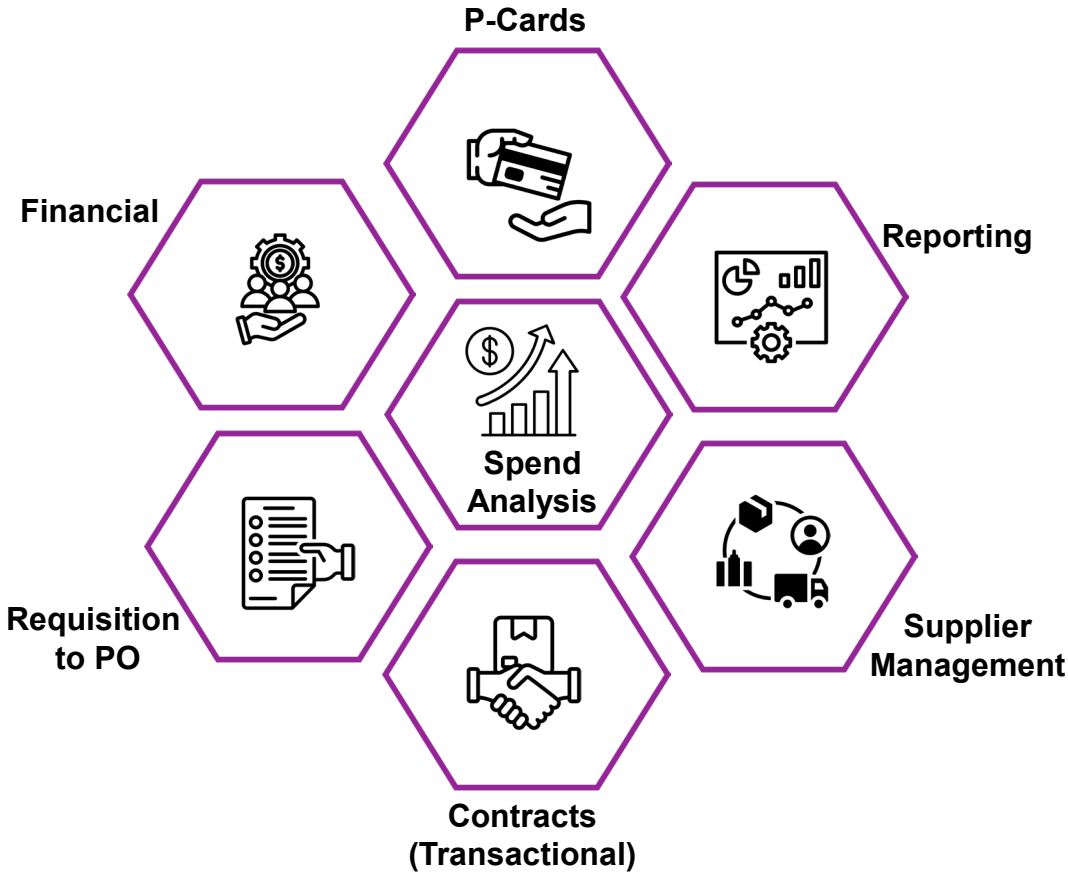 P-Cards
Financial
Reporting
$
$
Spend
Analysis
Requisition
to PO
Supplier
Management
Contracts
(Transactional)